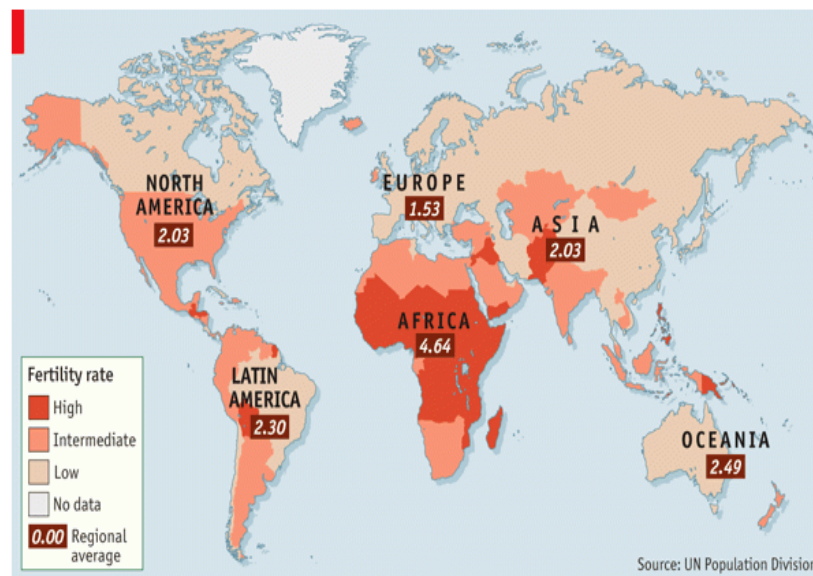 NORTH
AMERICA
2.03
EUROPE
1.53
ASIA
2.03
AFRICA
4.64
LATIN
AMERICA
2.30
OCEANIA
2.49
Fertility rate
High
Intermediate
Low
No data
0.00 Regional
average
Source: UN Population Division